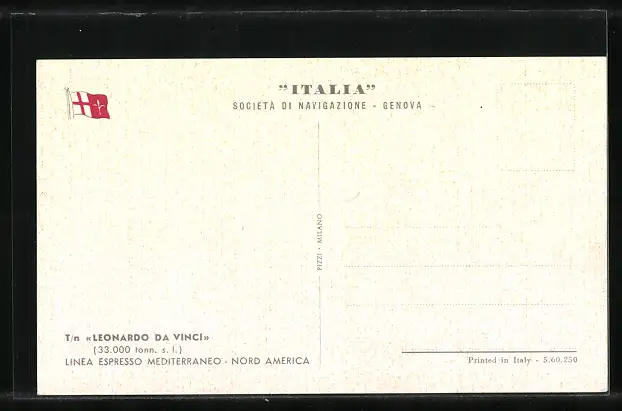 "ITALIA"
SOCIETÀ DI NAVIGAZIONE - GENOVA
PIZZI - MILANO
T/n «LEONARDO DA VINCI»
(33.000 tonn. s. l.)
LINEA ESPRESSO MEDITERRANEO - NORD AMERICA
Printed in Italy - 5.60.250